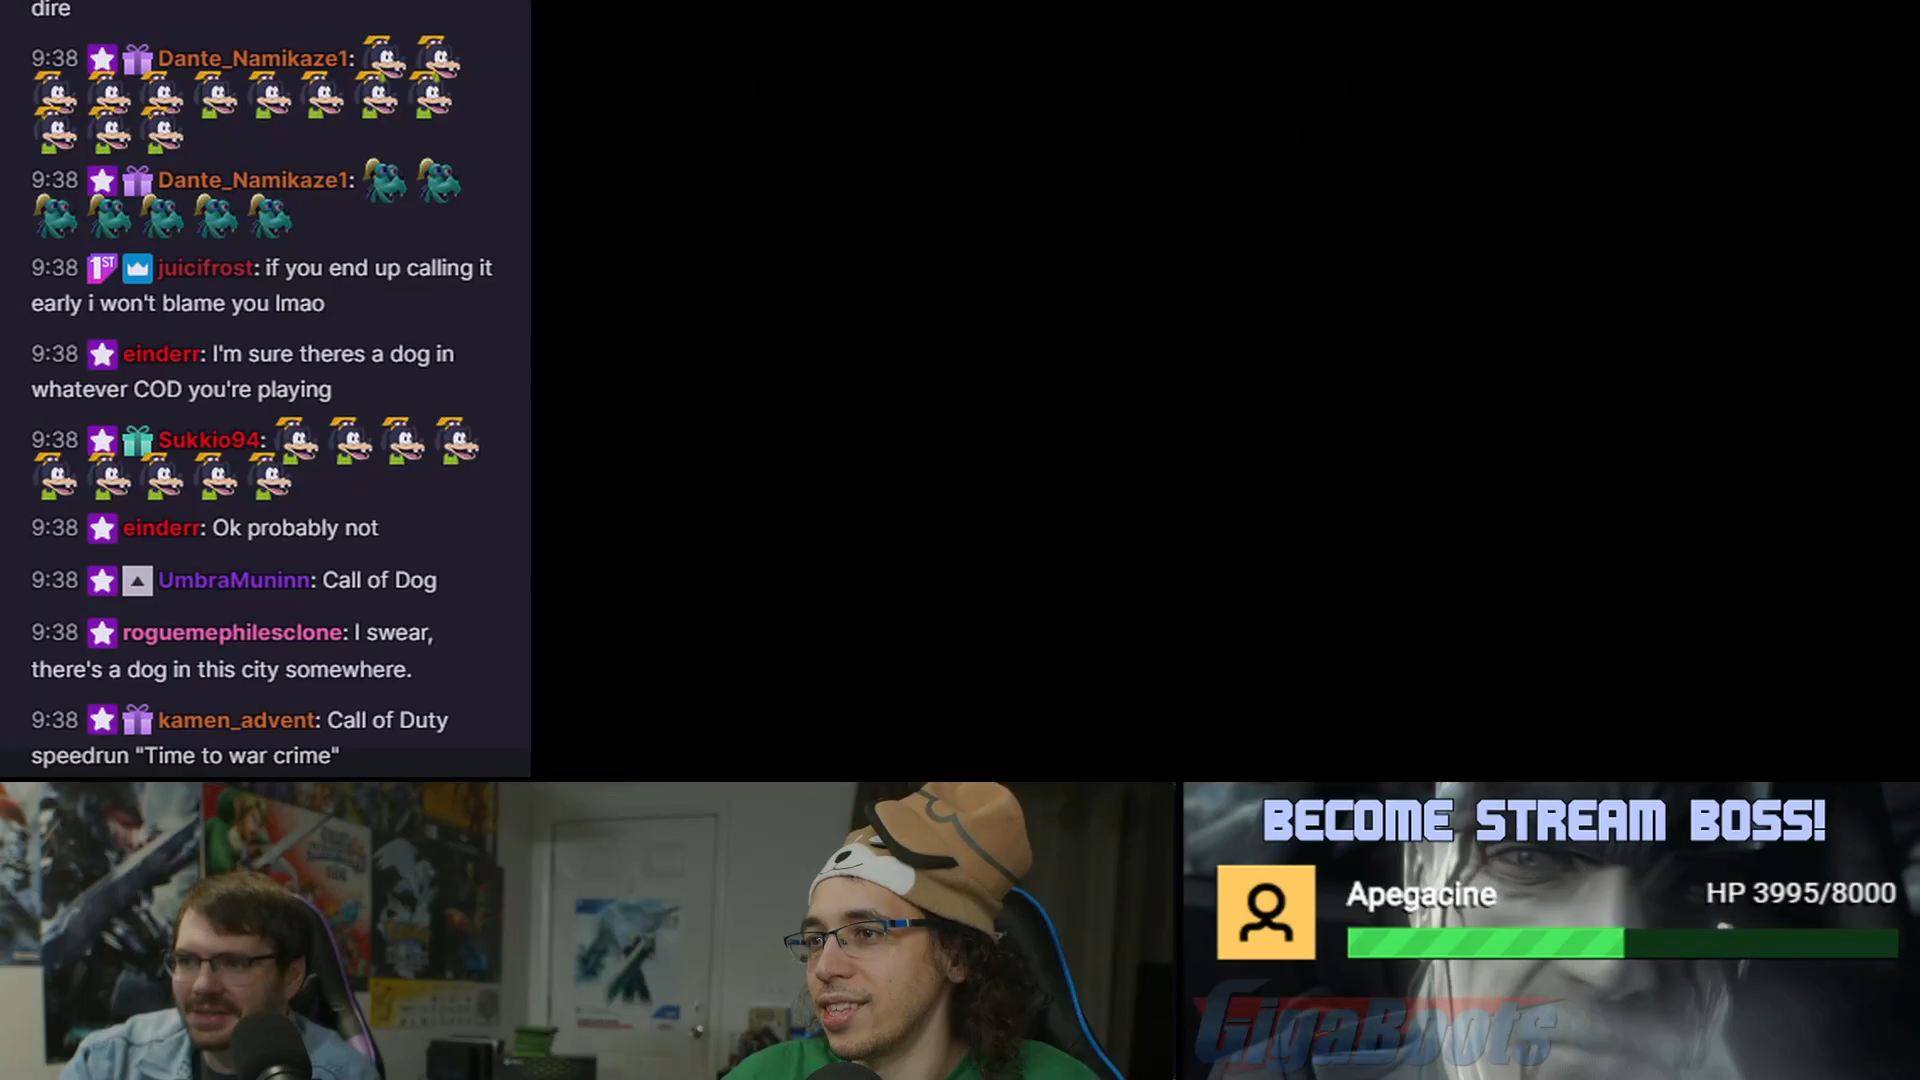 dire
9:38 Dante_Namikaze1:
9:38 Dante_Namikaze1:
9:38 1ST juicifrost: if you end up calling it
early i won't blame you lmao
9:38 einderr: I'm sure theres a dog in
whatever COD you're playing
9:38 Sukkio94:
9:38 einderr: Ok probably not
9:38 UmbraMuninn: Call of Dog
9:38 roguemephilesclone: I swear,
there's a dog in this city somewhere.
9:38 kamen_advent: Call of Duty
speedrun "Time to war crime"
BECOME STREAM BOSS!
Apegacine HP 3995/8000
GigaBoots